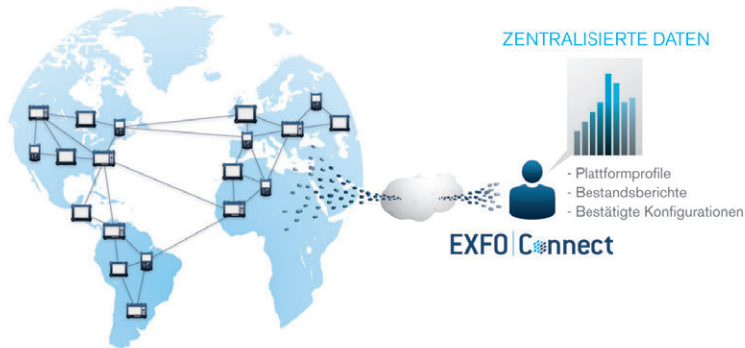 ZENTRALISIERTE DATEN
- Plattformprofile
- Bestandsberichte
- Bestätigte Konfigurationen
EXFO Connect